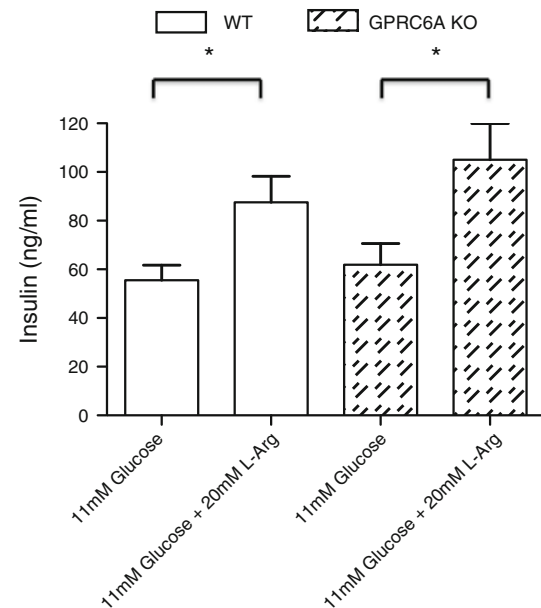 WT GPRC6A KO
* *
Insulin (ng/ml)
120
100
80
60
40
20
0
11mM Glucose
11mM Glucose + 20mM L-Arg
11mM Glucose
11mM Glucose + 20mM L-Arg